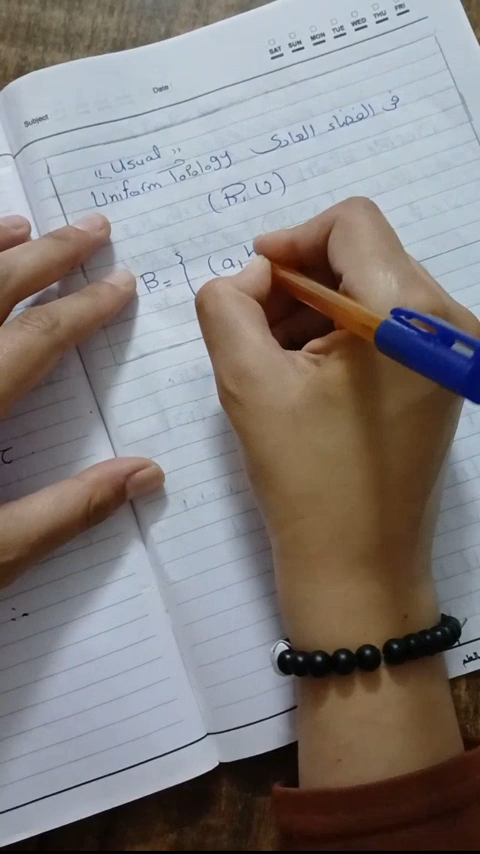 SAT SUN MON TUE WED THU FRI
Subject
Date :
"Usual"
Uniform Topology في الفضاء العادي
(R, U)
B = { (a, b